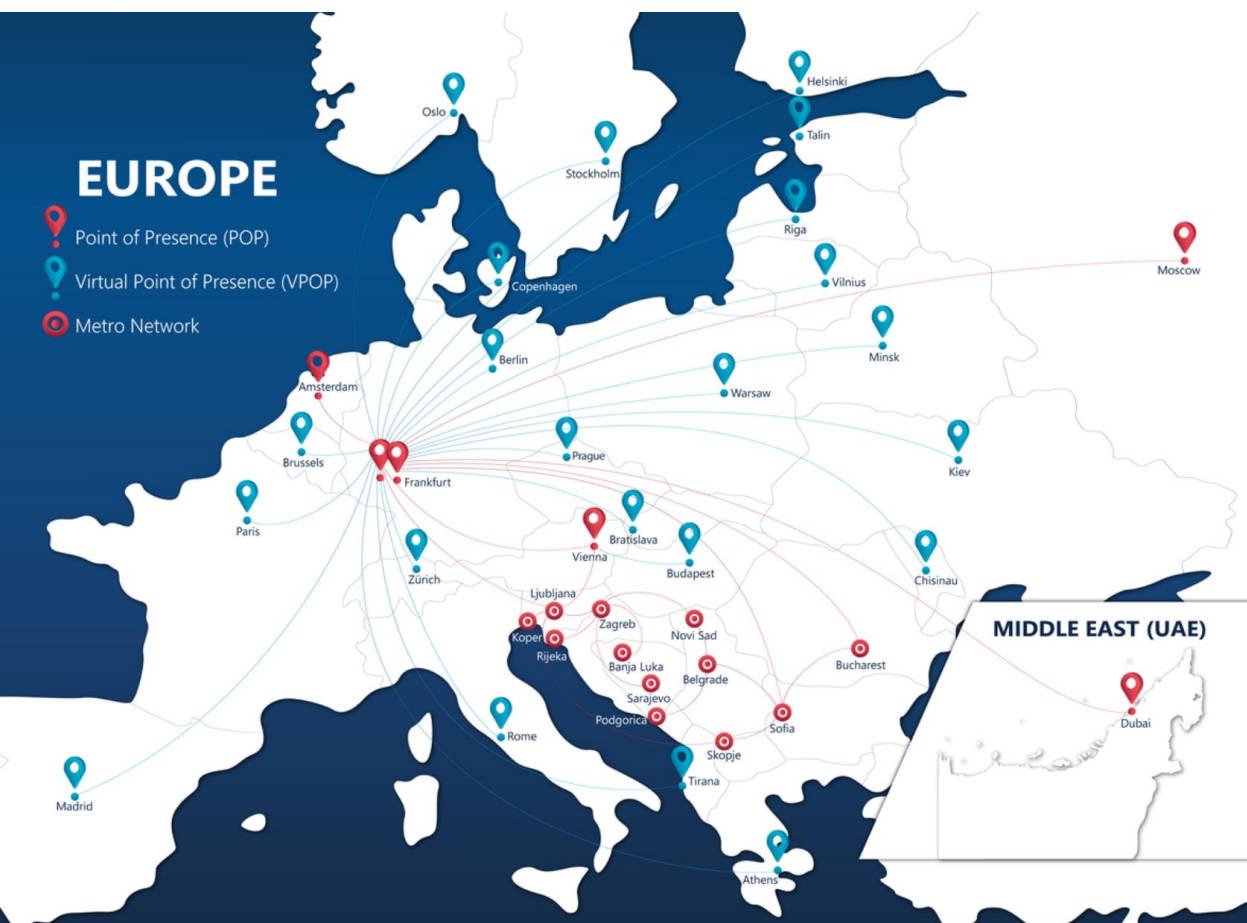 EUROPE
Point of Presence (POP)
Virtual Point of Presence (VPOP)
Metro Network
Helsinki
Oslo
Talin
Stockholm
Riga
Moscow
Vilnius
Copenhagen
Minsk
Berlin
Amsterdam
Warsaw
Prague
Brussels
Kiev
Frankfurt
Paris
Bratislava
Vienna
Budapest
Zürich
Chisinau
Ljubljana
Zagreb
Koper
Novi Sad
Rijeka
Banja Luka
Bucharest
Belgrade
Sarajevo
Podgorica
Sofia
Rome
Skopje
Tirana
Madrid
Athens
MIDDLE EAST (UAE)
Dubai